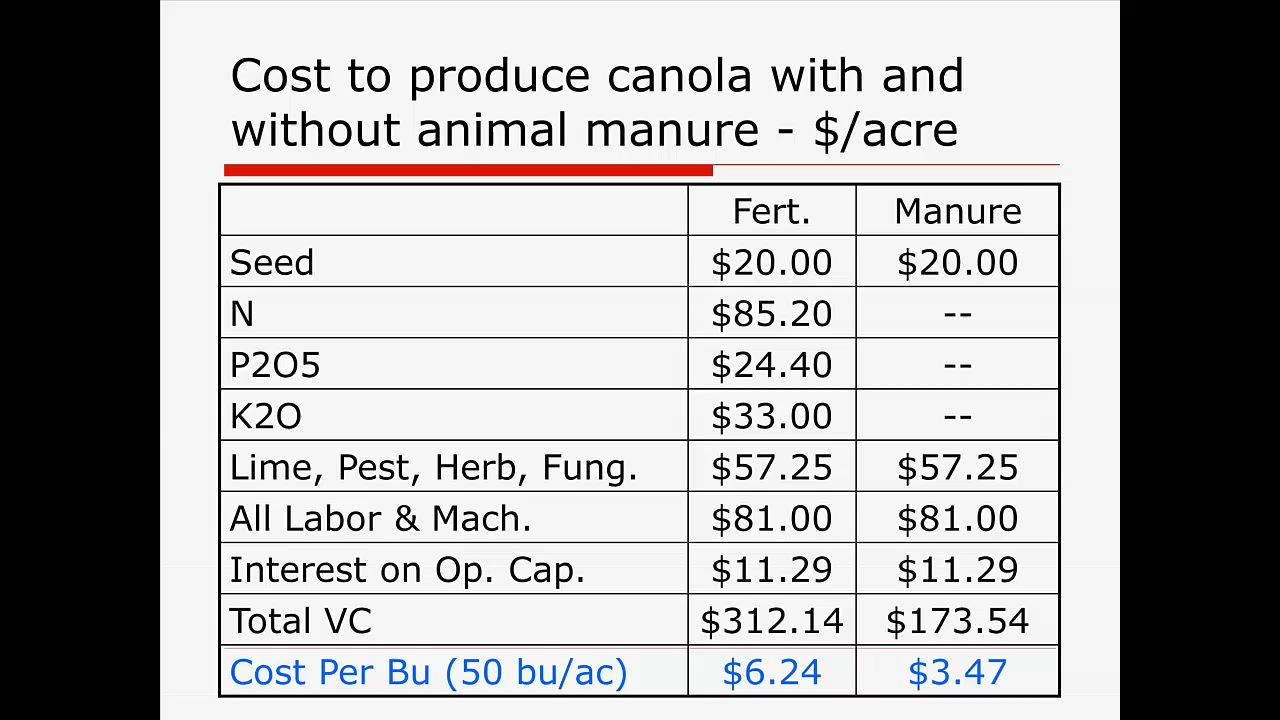 Cost to produce canola with and
without animal manure - $/acre
Fert. Manure
Seed $20.00 $20.00
N $85.20 --
P2O5 $24.40 --
K2O $33.00 --
Lime, Pest, Herb, Fung. $57.25 $57.25
All Labor & Mach. $81.00 $81.00
Interest on Op. Cap. $11.29 $11.29
Total VC $312.14 $173.54
Cost Per Bu (50 bu/ac) $6.24 $3.47